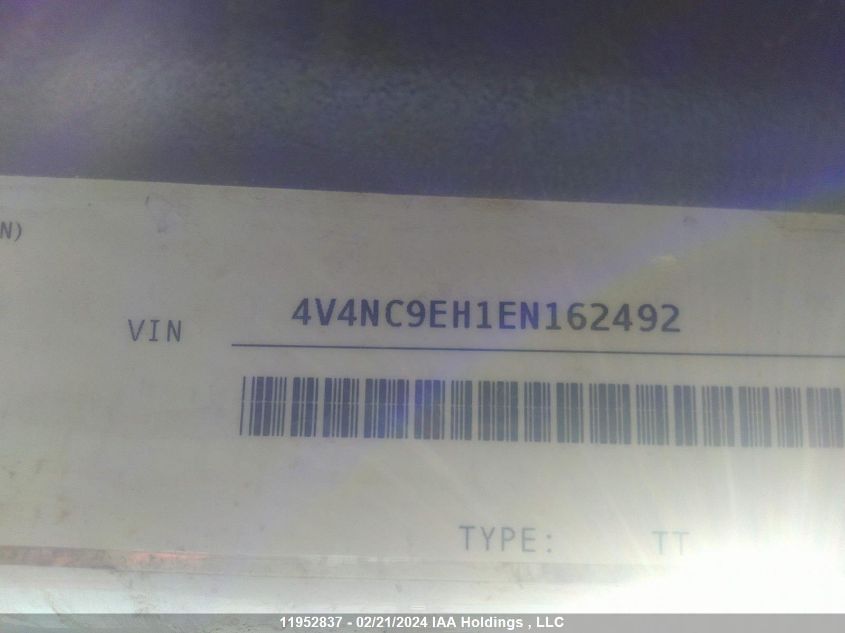 N)
VIN 4V4NC9EH1EN162492
TYPE: TT
11952837 - 02/21/2024 IAA Holdings , LLC